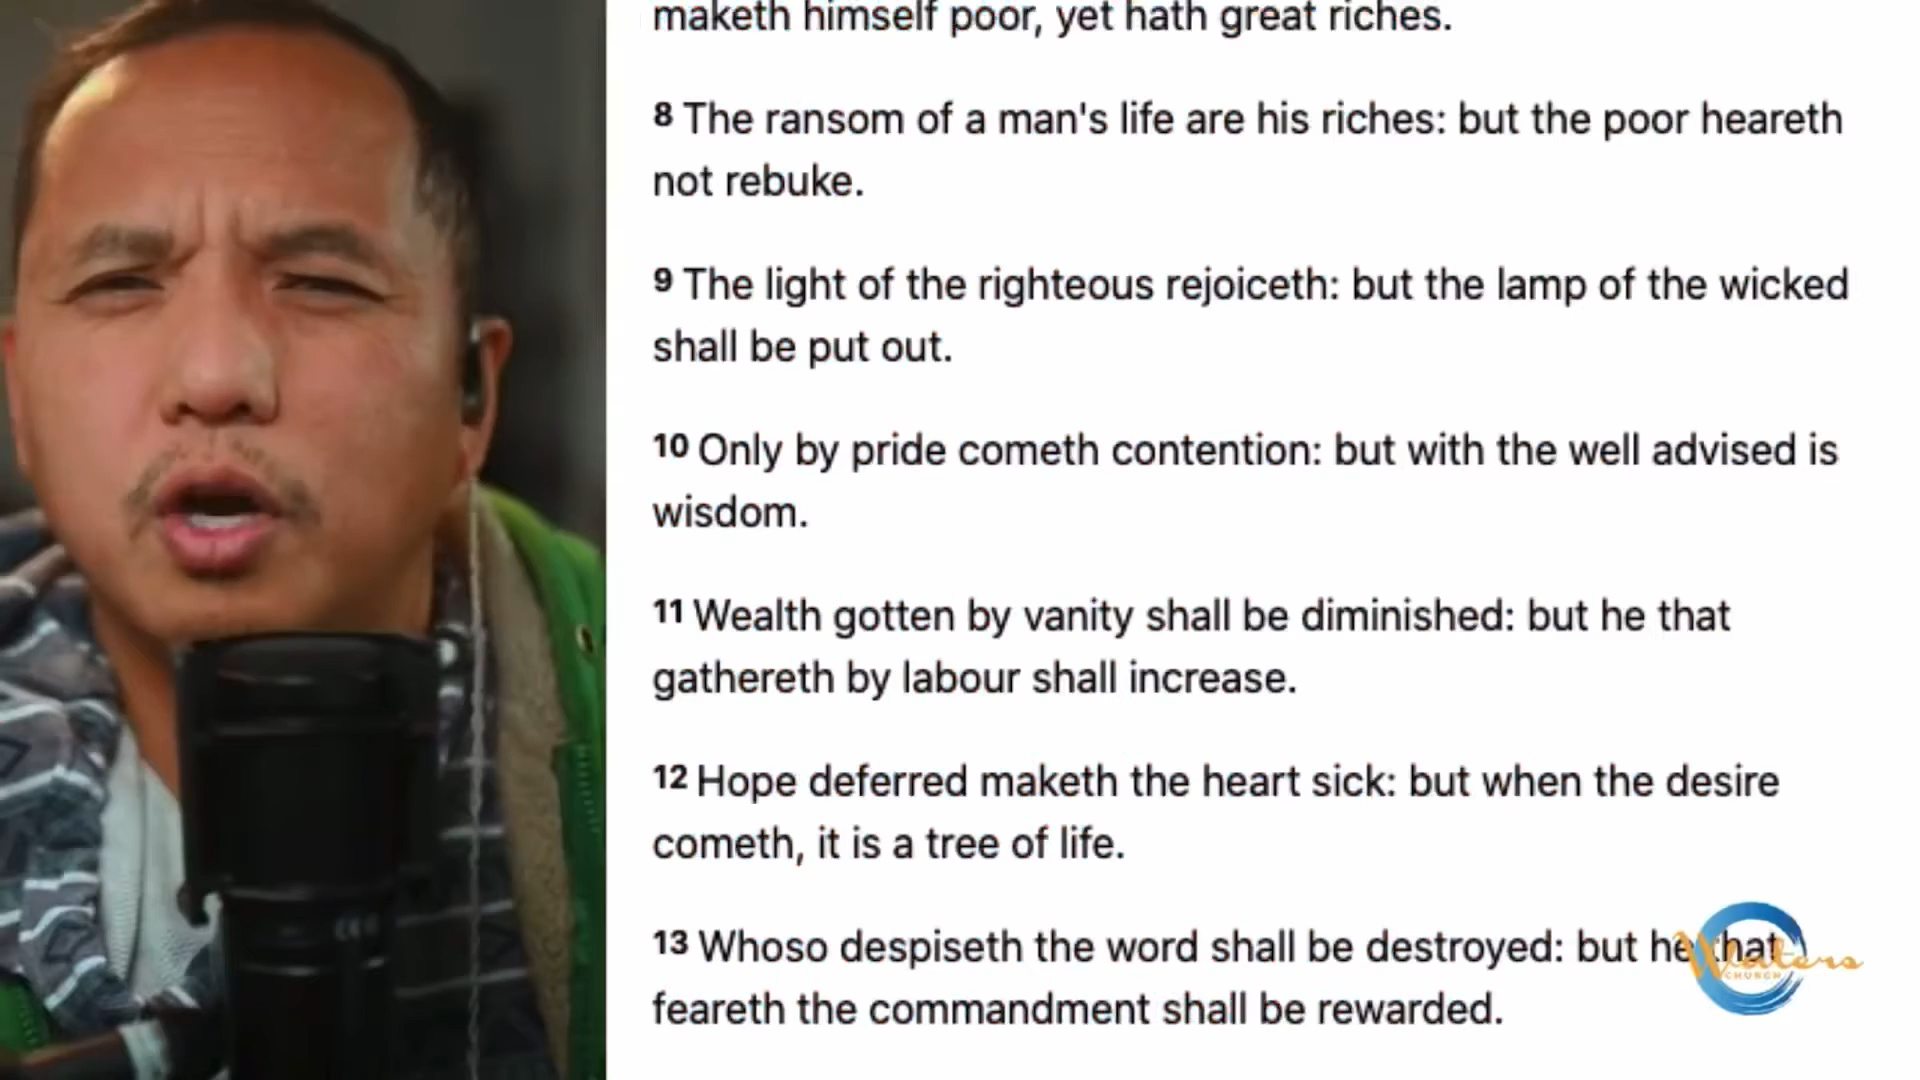 maketh himself poor, yet hath great riches.
8 The ransom of a man's life are his riches: but the poor heareth
not rebuke.
9 The light of the righteous rejoiceth: but the lamp of the wicked
shall be put out.
10 Only by pride cometh contention: but with the well advised is
wisdom.
11 Wealth gotten by vanity shall be diminished: but he that
gathereth by labour shall increase.
12 Hope deferred maketh the heart sick: but when the desire
cometh, it is a tree of life.
13 Whoso despiseth the word shall be destroyed: but he that
feareth the commandment shall be rewarded.
Waters
CHURCH